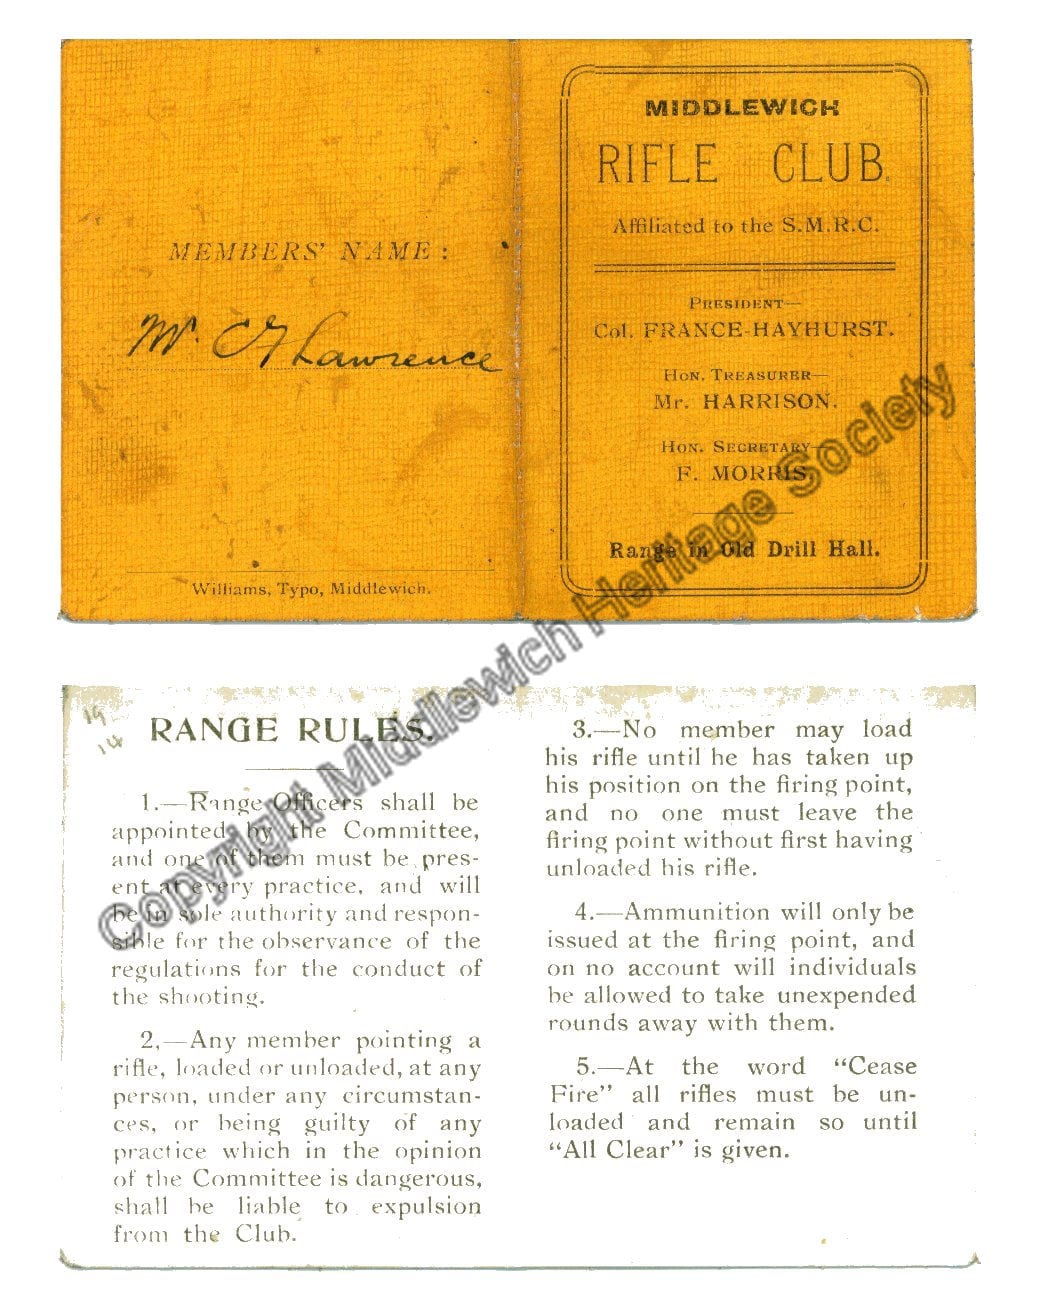 MEMBERS' NAME :
Mr. C Lawrence
Williams, Typo, Middlewich.
MIDDLEWICH
RIFLE CLUB.
Affiliated to the S.M.R.C.
PRESIDENT—
Col. FRANCE-HAYHURST.
HON. TREASURER—
Mr. HARRISON.
HON. SECRETARY—
F. MORRIS.
Range in Old Drill Hall.
Copyright Middlewich Heritage Society
19
14
RANGE RULES.
1.—Range Officers shall be
appointed by the Committee,
and one of them must be pres-
ent at every practice, and will
be in sole authority and respon-
sible for the observance of the
regulations for the conduct of
the shooting.
2,—Any member pointing a
rifle, loaded or unloaded, at any
person, under any circumstan-
ces, or being guilty of any
practice which in the opinion
of the Committee is dangerous,
shall be liable to expulsion
from the Club.
3.—No member may load
his rifle until he has taken up
his position on the firing point,
and no one must leave the
firing point without first having
unloaded his rifle.
4.—Ammunition will only be
issued at the firing point, and
on no account will individuals
be allowed to take unexpended
rounds away with them.
5.—At the word “Cease
Fire” all rifles must be un-
loaded and remain so until
“All Clear” is given.